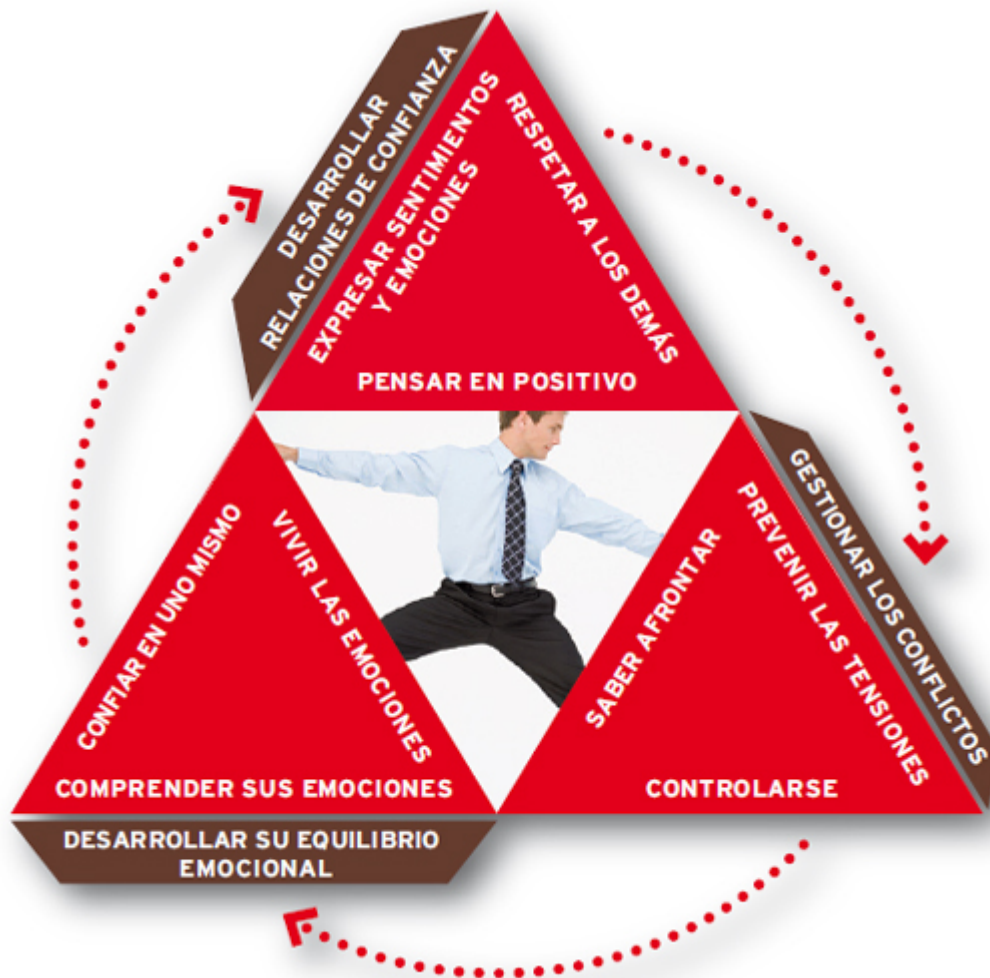 DESARROLLAR
RELACIONES DE CONFIANZA
EXPRESAR SENTIMIENTOS
Y EMOCIONES
RESPETAR A LOS DEMÁS
PENSAR EN POSITIVO
CONFIAR EN UNO MISMO
VIVIR LAS EMOCIONES
COMPRENDER SUS EMOCIONES
DESARROLLAR SU EQUILIBRIO
EMOCIONAL
SABER AFRONTAR
PREVENIR LAS TENSIONES
CONTROLARSE
GESTIONAR LOS CONFLICTOS